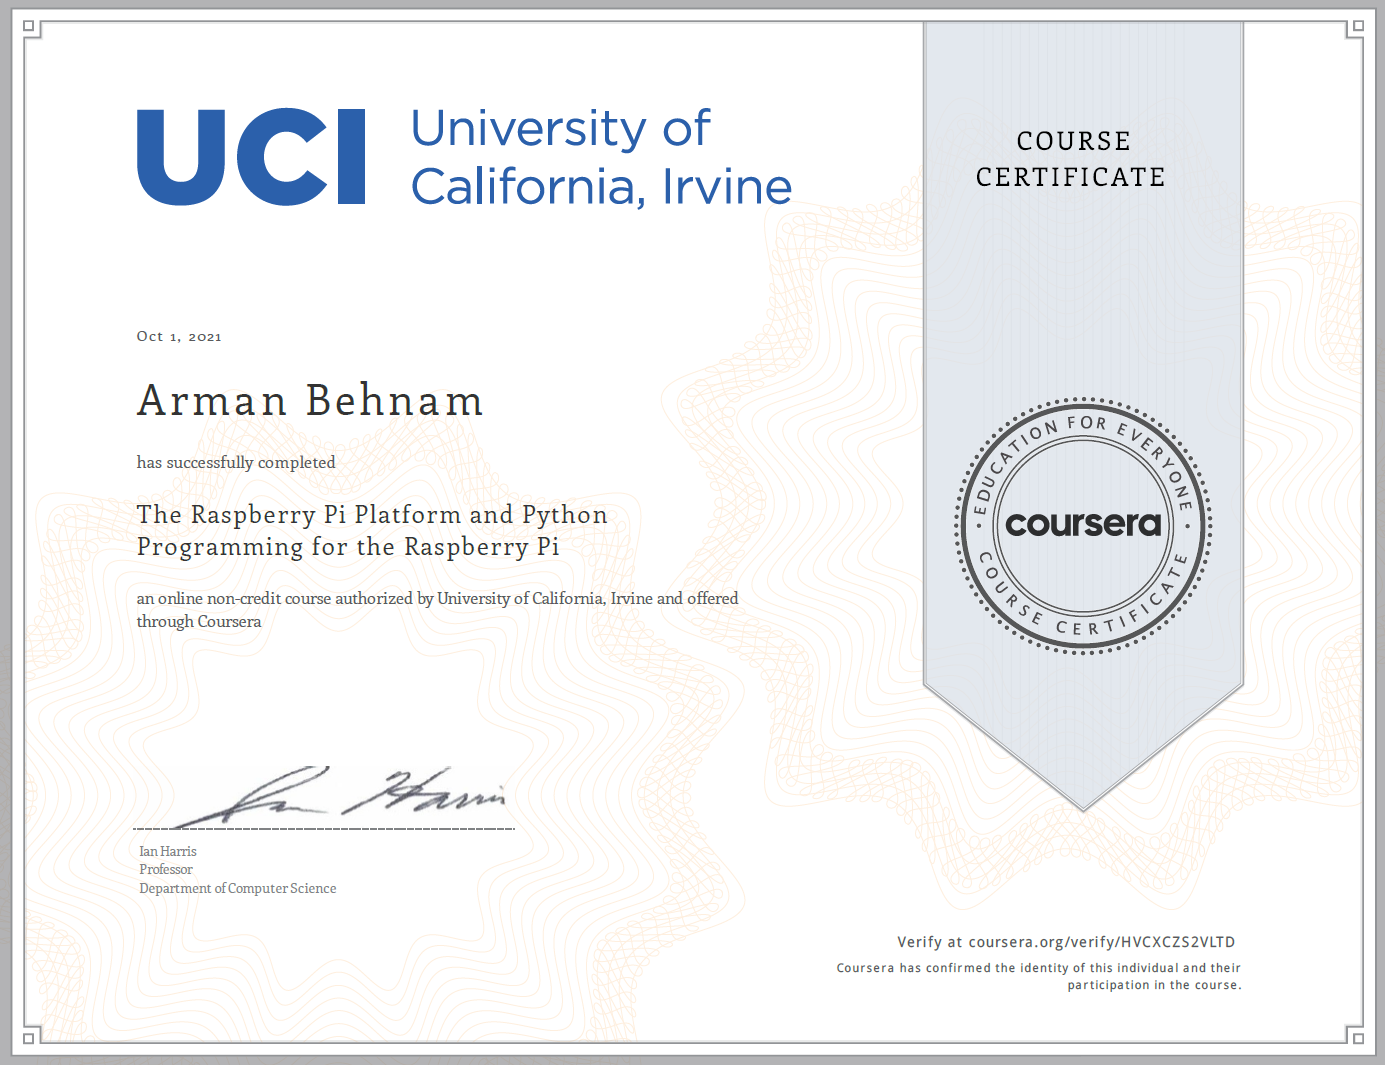 UCI University of
California, Irvine
COURSE
CERTIFICATE
Oct 1, 2021
Arman Behnam
has successfully completed
The Raspberry Pi Platform and Python
Programming for the Raspberry Pi
an online non-credit course authorized by University of California, Irvine and offered
through Coursera
EDUCATION FOR EVERYONE
coursera
COURSE CERTIFICATE
Ian Harris
Ian Harris
Professor
Department of Computer Science
Verify at coursera.org/verify/HVCXCZS2VLTD
Coursera has confirmed the identity of this individual and their
participation in the course.